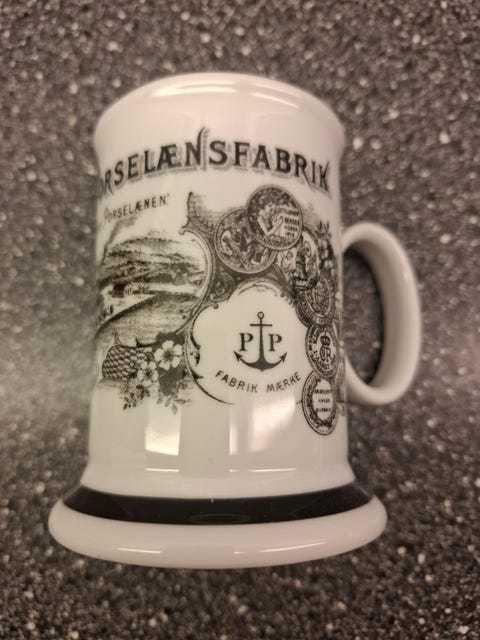 ORSELÆNSFABRIK
"PORSELÆNEN"
P P
FABRIK MÆRKE